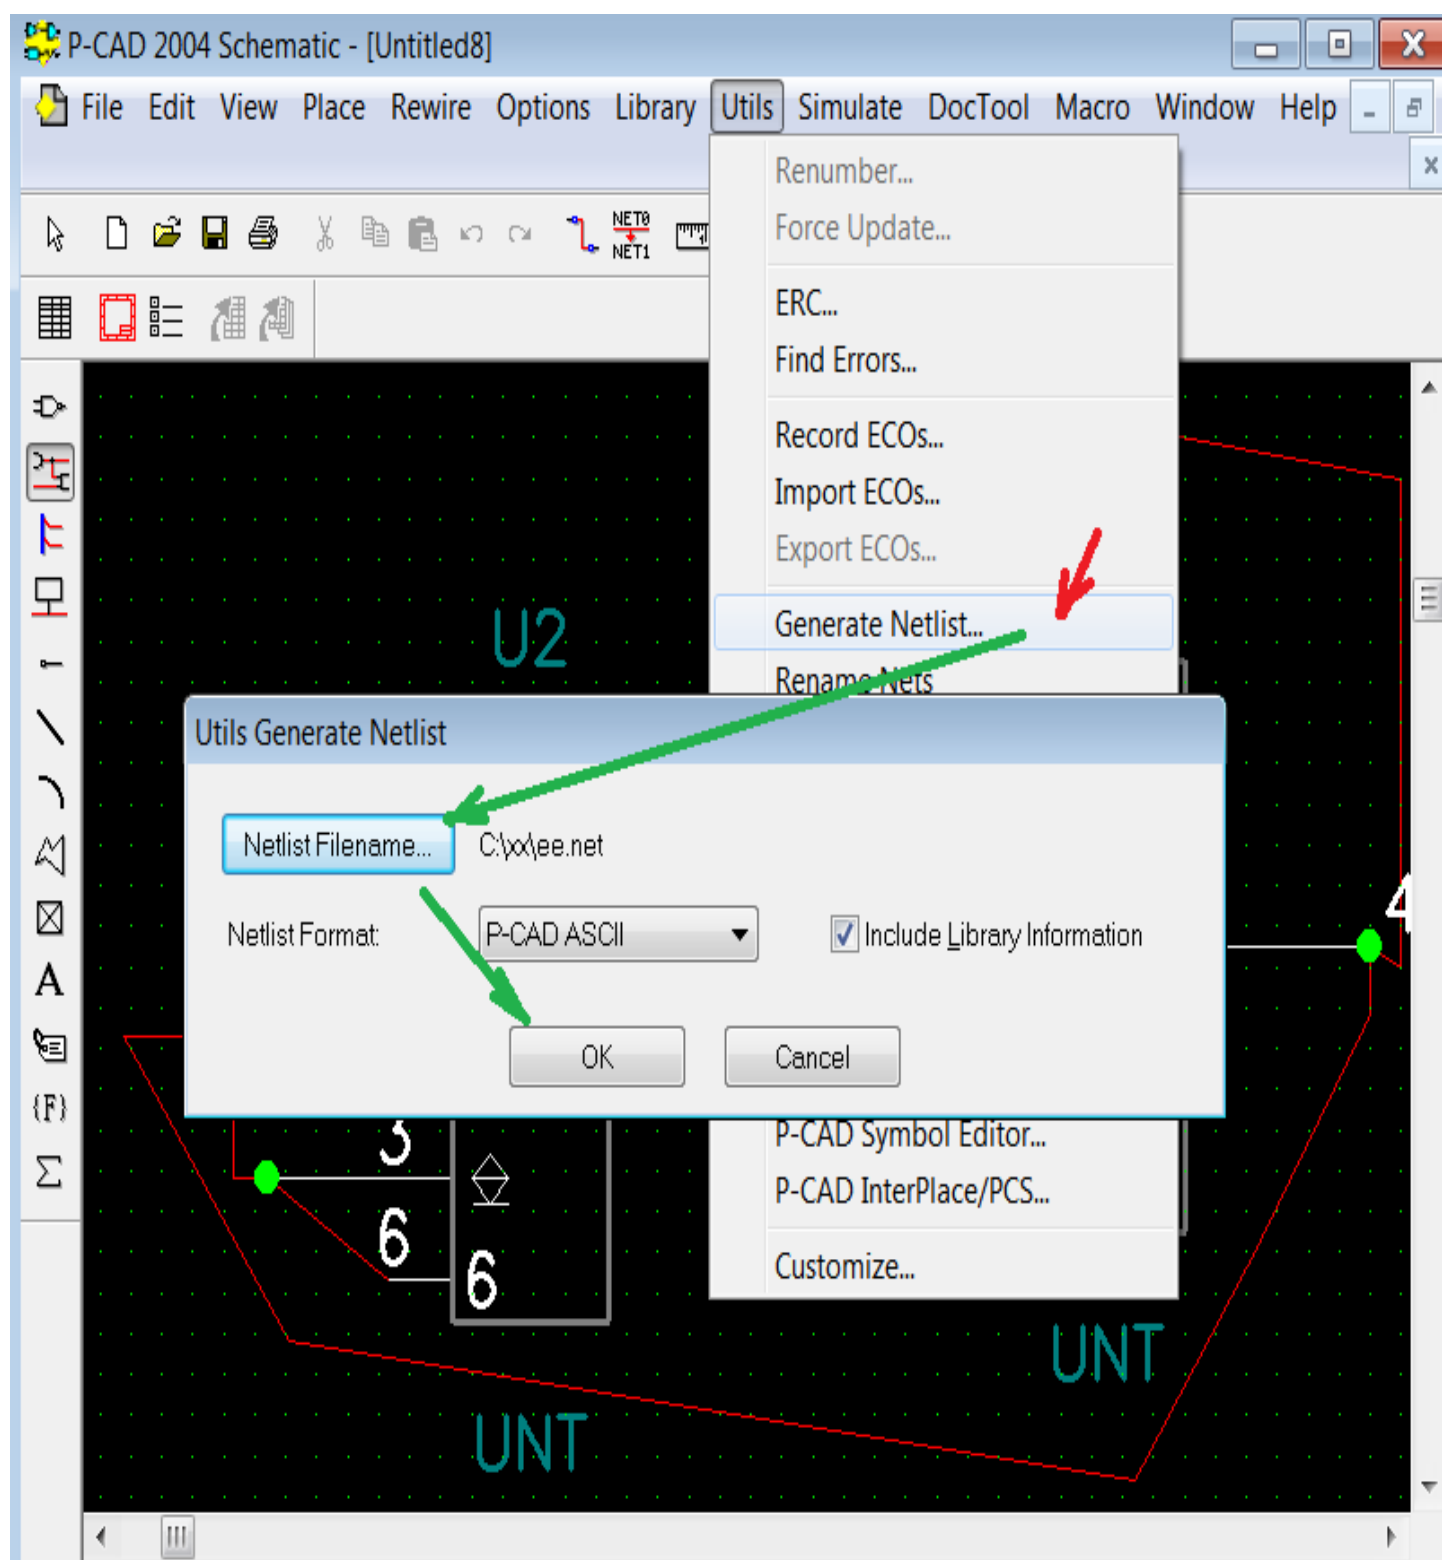 P-CAD 2004 Schematic - [Untitled8]
File Edit View Place Rewire Options Library Utils Simulate DocTool Macro Window Help
Renumber...
Force Update...
NET0
NET1
ERC...
Find Errors...
Record ECOs...
Import ECOs...
Export ECOs...
Generate Netlist...
Rename Nets
U2
Utils Generate Netlist
Netlist Filename... C:\xx\ee.net
Netlist Format: P-CAD ASCII Include Library Information
OK Cancel
4
A
{F}
Σ
3
6
6
P-CAD Symbol Editor...
P-CAD InterPlace/PCS...
Customize...
UNT
UNT